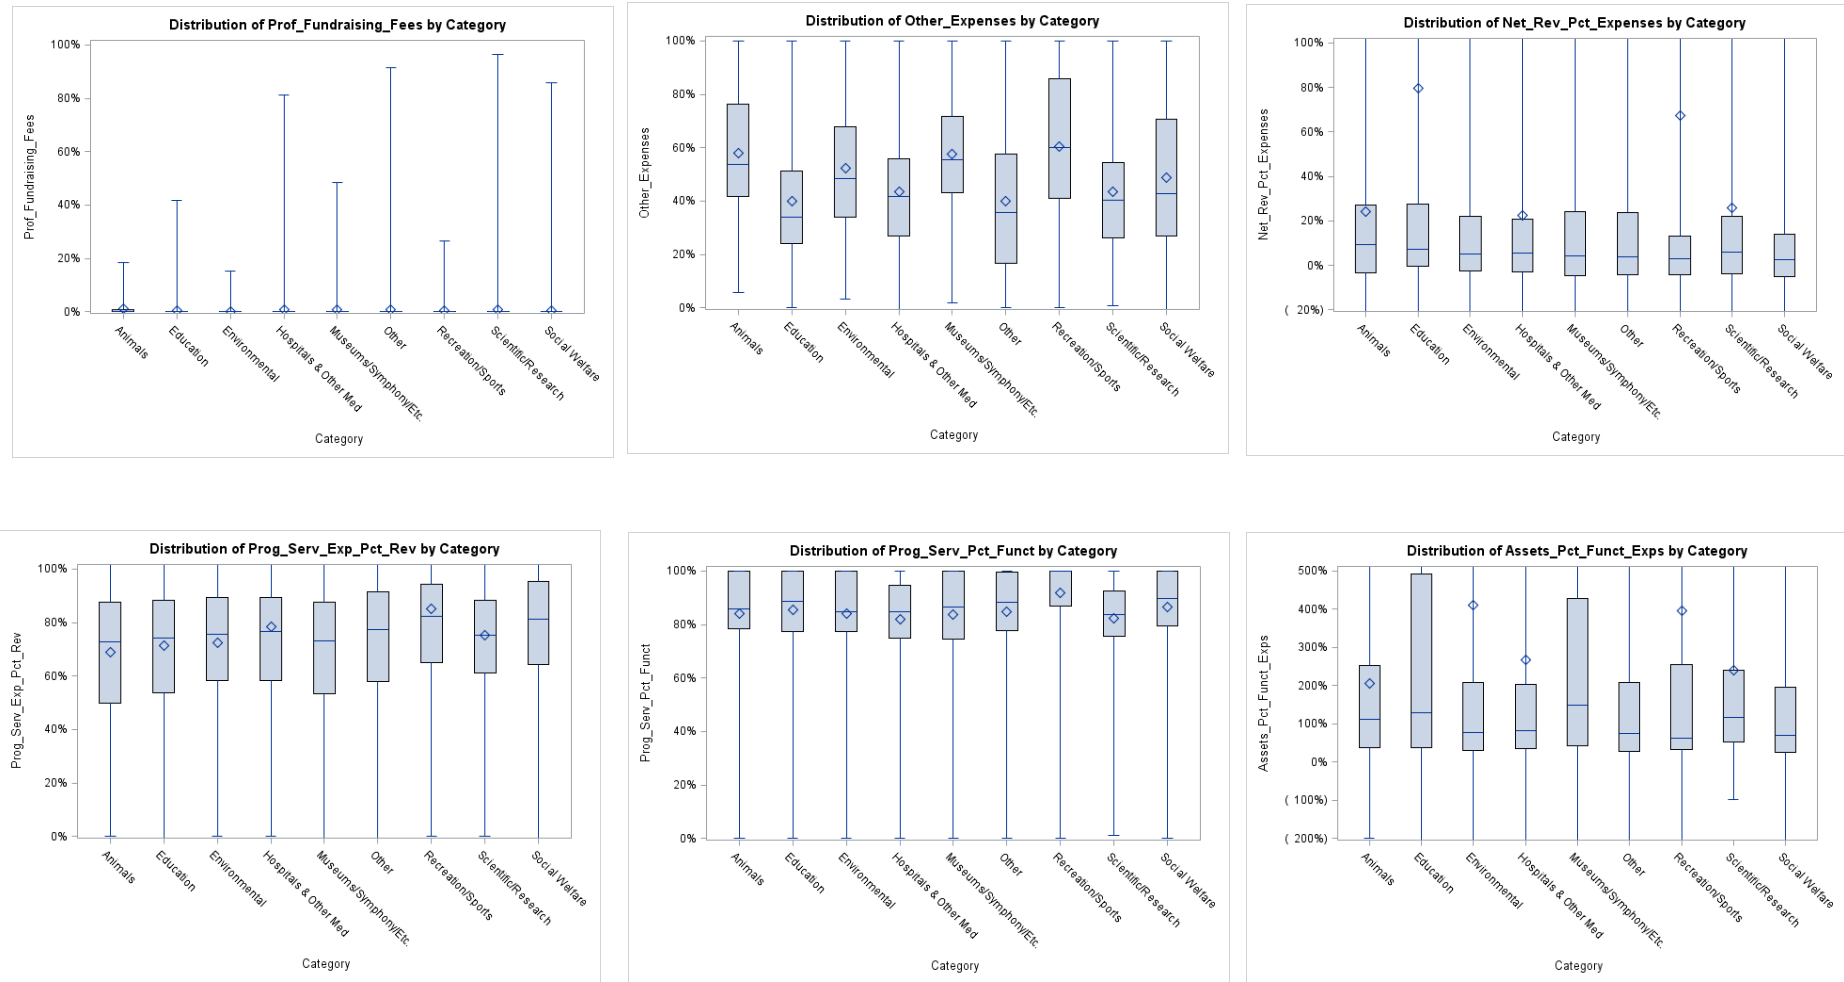 Distribution of Prof_Fundraising_Fees by Category
Prof_Fundraising_Fees
100%
80%
60%
40%
20%
0%
Animals
Education
Environmental
Hospitals & Other Med
Museums/Symphony/Etc.
Other
Recreation/Sports
Scientific/Research
Social Welfare
Category
Distribution of Other_Expenses by Category
Other_Expenses
100%
80%
60%
40%
20%
0%
Animals
Education
Environmental
Hospitals & Other Med
Museums/Symphony/Etc.
Other
Recreation/Sports
Scientific/Research
Social Welfare
Category
Distribution of Net_Rev_Pct_Expenses by Category
Net_Rev_Pct_Expenses
100%
80%
60%
40%
20%
0%
( 20%)
Animals
Education
Environmental
Hospitals & Other Med
Museums/Symphony/Etc.
Other
Recreation/Sports
Scientific/Research
Social Welfare
Category
Distribution of Prog_Serv_Exp_Pct_Rev by Category
Prog_Serv_Exp_Pct_Rev
100%
80%
60%
40%
20%
0%
Animals
Education
Environmental
Hospitals & Other Med
Museums/Symphony/Etc.
Other
Recreation/Sports
Scientific/Research
Social Welfare
Category
Distribution of Prog_Serv_Pct_Funct by Category
Prog_Serv_Pct_Funct
100%
80%
60%
40%
20%
0%
Animals
Education
Environmental
Hospitals & Other Med
Museums/Symphony/Etc.
Other
Recreation/Sports
Scientific/Research
Social Welfare
Category
Distribution of Assets_Pct_Funct_Exps by Category
Assets_Pct_Funct_Exps
500%
400%
300%
200%
100%
0%
( 100%)
( 200%)
Animals
Education
Environmental
Hospitals & Other Med
Museums/Symphony/Etc.
Other
Recreation/Sports
Scientific/Research
Social Welfare
Category